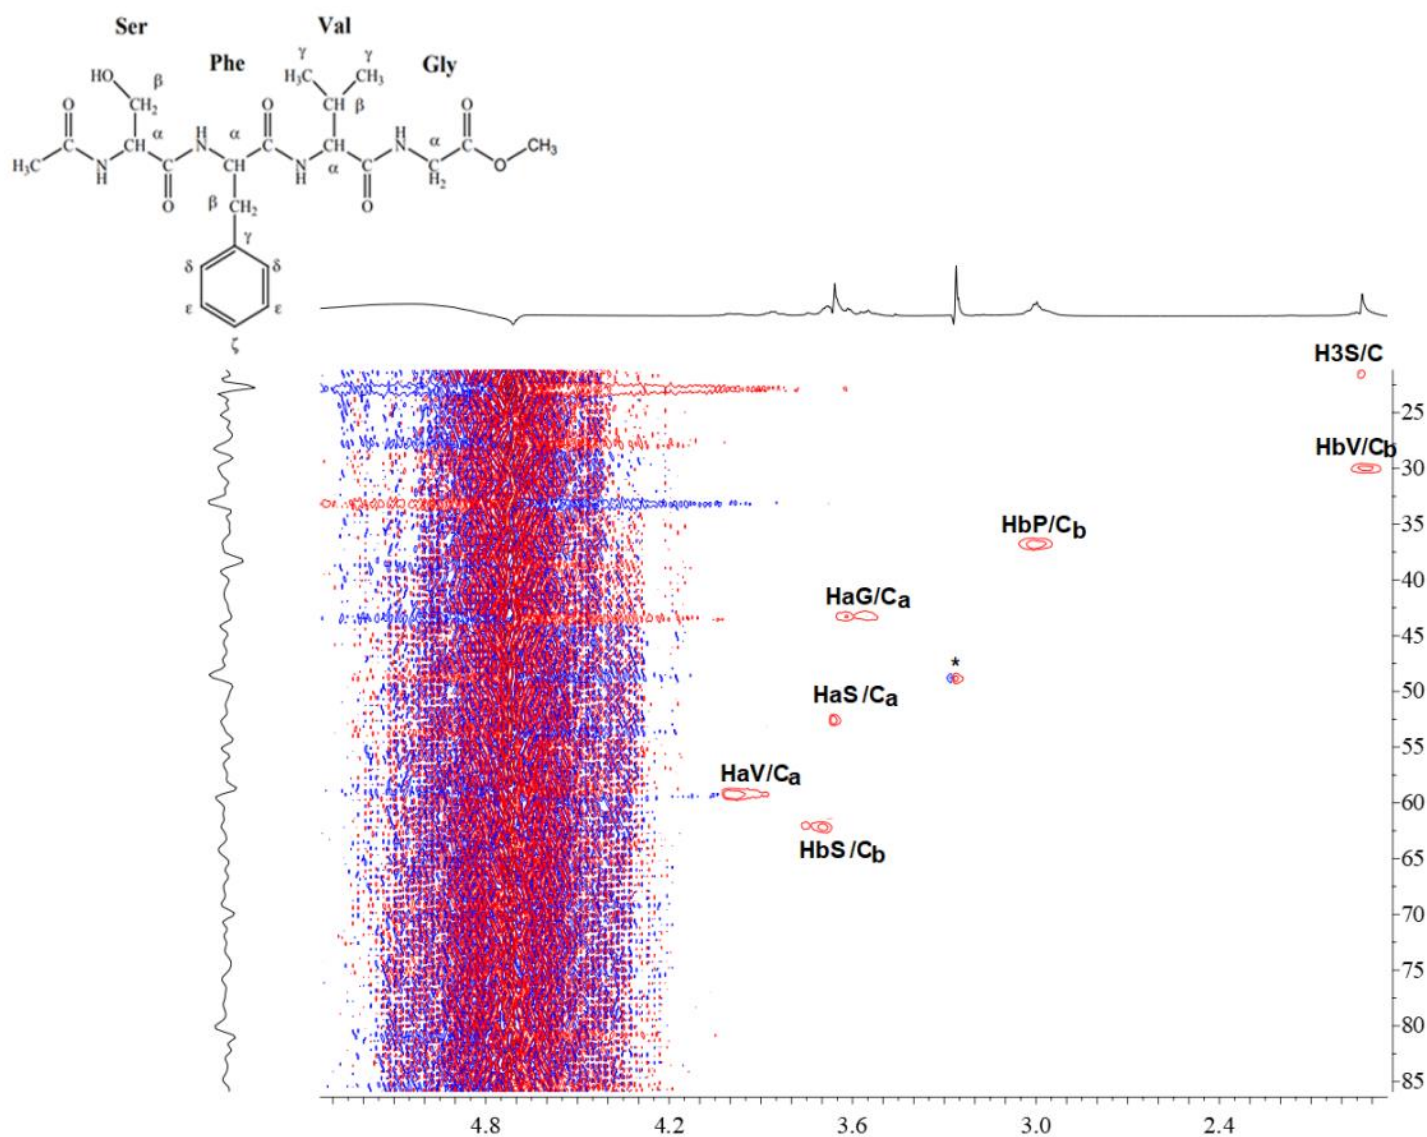 Ser
Val
Phe
Gly
γ
γ
H₃C
CH₃
HO
β
CH₂
CH
β
O
O
O
H
H
α
α
α
C
CH
N
C
CH
N
C
O
CH₃
H₃C
N
C
CH
N
C
CH₂
H
O
H
α
O
β
CH₂
γ
δ
δ
ε
ε
ζ
H3S/C
HbV/Cb
HbP/Cb
HaG/Ca
*
HaS/Ca
HaV/Ca
HbS/Cb
25
30
35
40
45
50
55
60
65
70
75
80
85
4.8
4.2
3.6
3.0
2.4